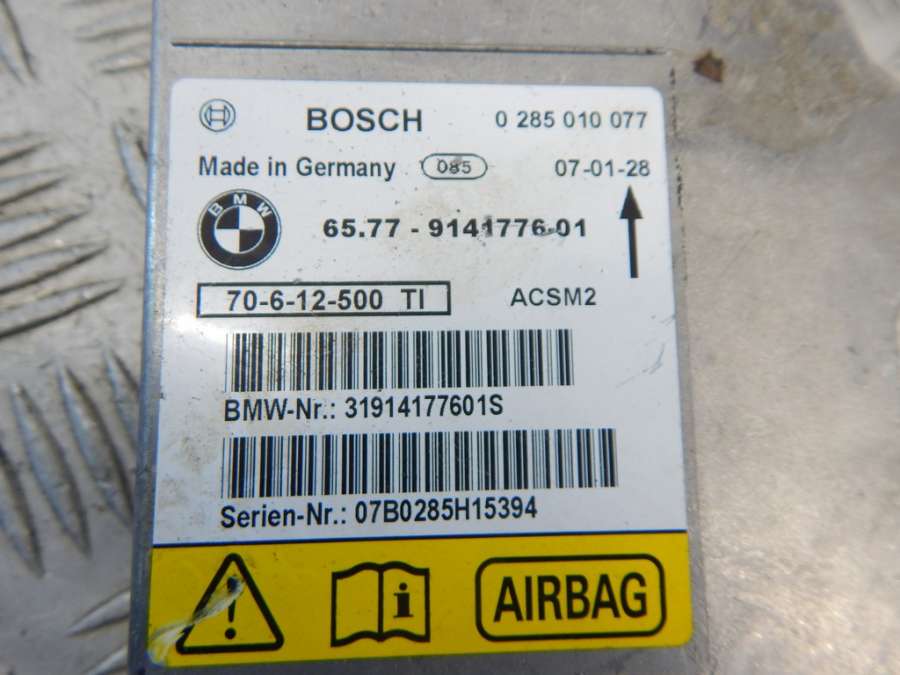 BOSCH 0 285 010 077
Made in Germany 085 07-01-28
BMW
65.77 - 9141776-01
70-6-12-500 TI ACSM2
BMW-Nr.: 31914177601S
Serien-Nr.: 07B0285H15394
! i AIRBAG